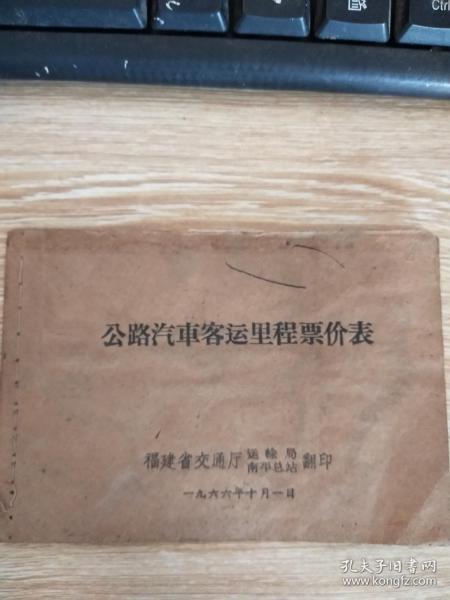 Ctrl
公路汽車客运里程票价表
福建省交通厅运输局南平总站翻印
一九六六年十月一日
孔夫子旧书网
www.kongfz.com